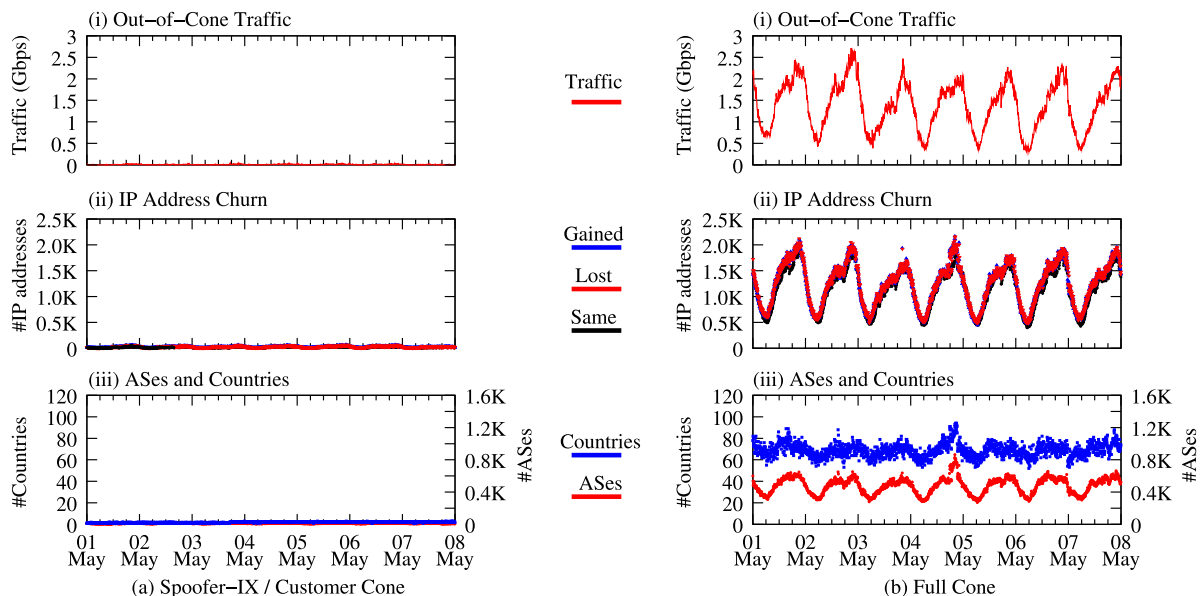 (i) Out−of−Cone Traffic
Traffic (Gbps)
3
2.5
2
1.5
1
0.5
0
(ii) IP Address Churn
#IP addresses
2.5K
2.0K
1.5K
1.0K
0.5K
0
(iii) ASes and Countries
#Countries
120
100
80
60
40
20
0
1.6K
1.2K
0.8K
0.4K
0
#ASes
01 May
02 May
03 May
04 May
05 May
06 May
07 May
08 May
(a) Spoofer−IX / Customer Cone
Traffic
Gained
Lost
Same
Countries
ASes
(i) Out−of−Cone Traffic
Traffic (Gbps)
3
2.5
2
1.5
1
0.5
0
(ii) IP Address Churn
#IP addresses
2.5K
2.0K
1.5K
1.0K
0.5K
0
(iii) ASes and Countries
#Countries
120
100
80
60
40
20
0
1.6K
1.2K
0.8K
0.4K
0
#ASes
01 May
02 May
03 May
04 May
05 May
06 May
07 May
08 May
(b) Full Cone